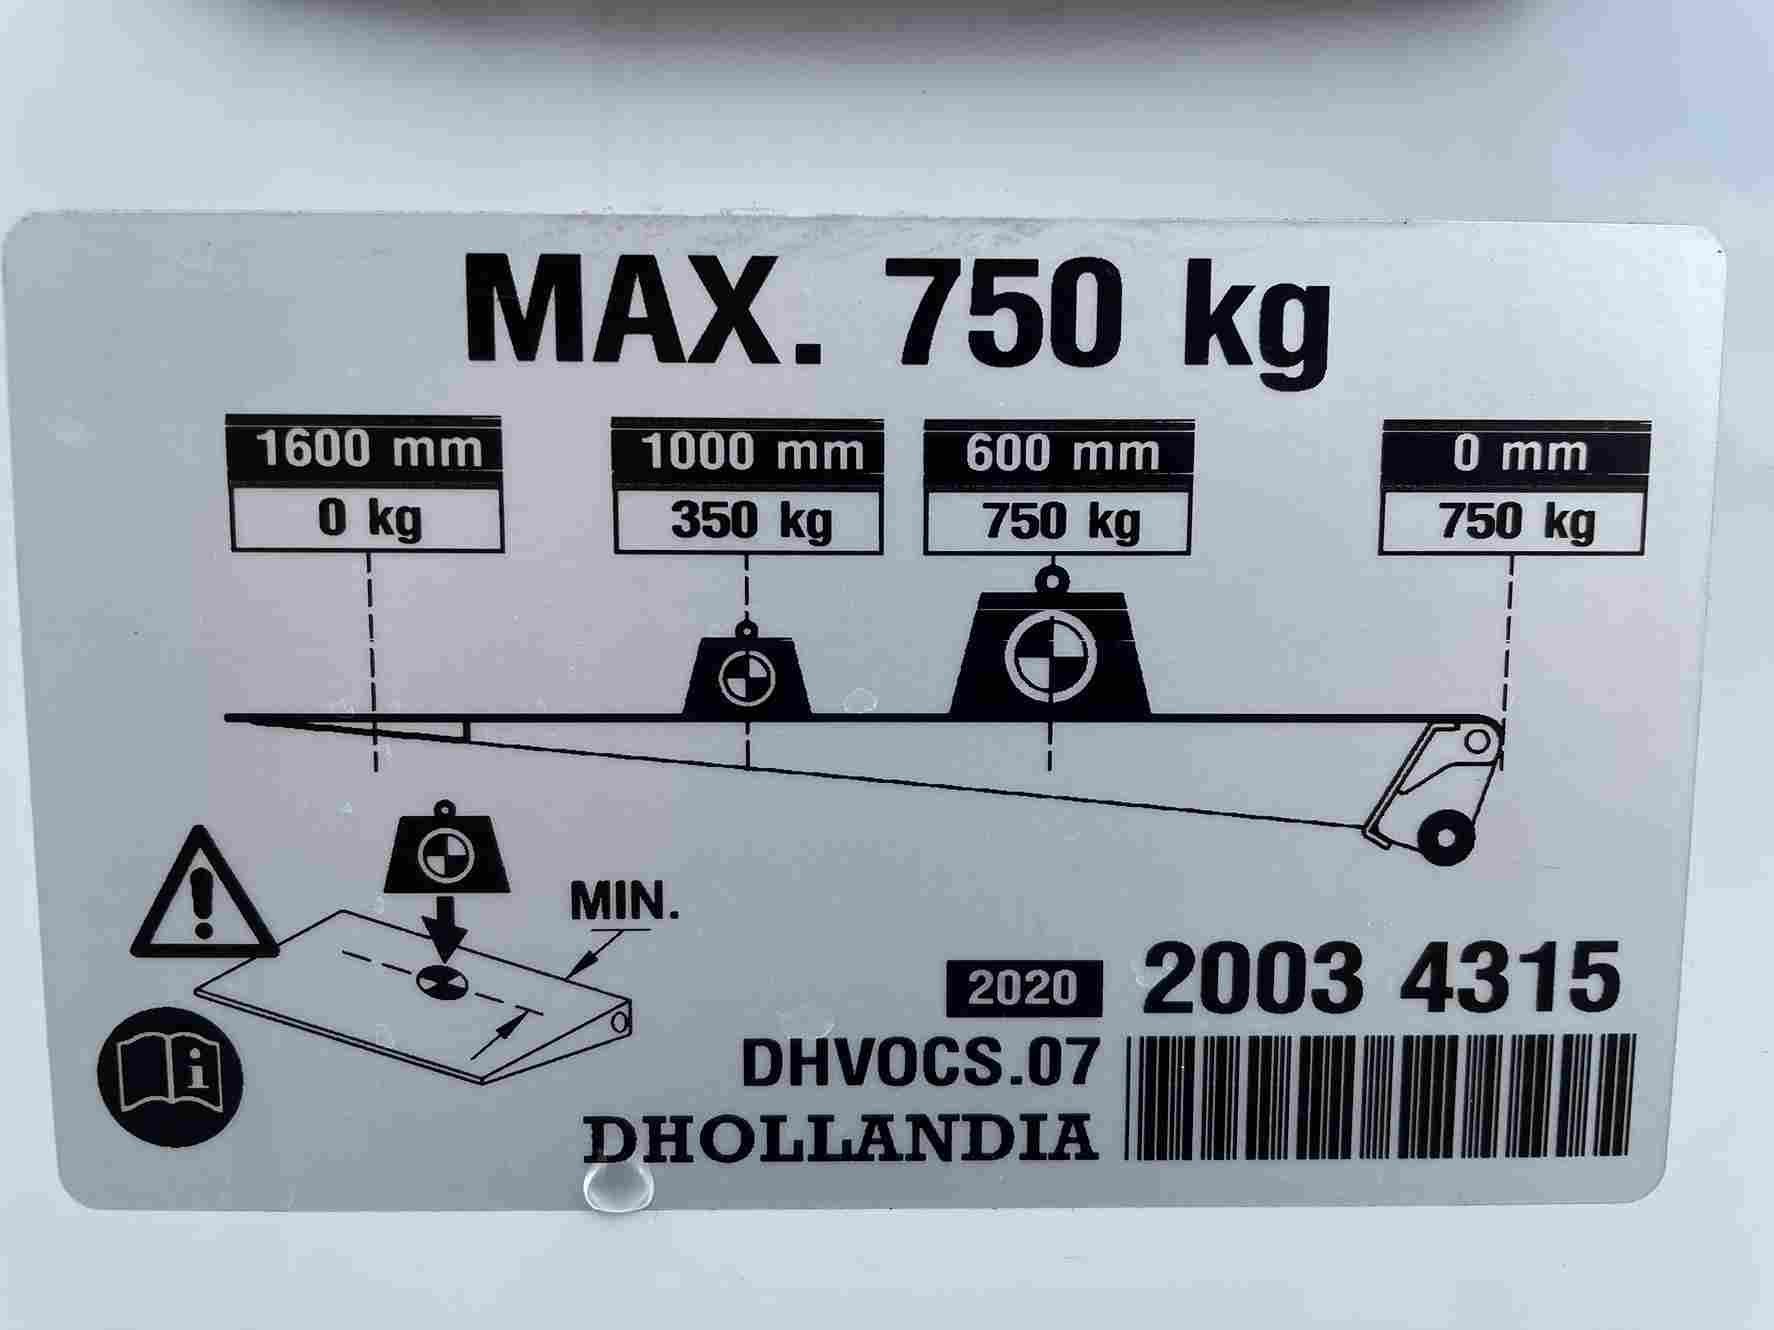 MAX. 750 kg
1600 mm 1000 mm 600 mm 0 mm
0 kg 350 kg 750 kg 750 kg
MIN.
2020 2003 4315
i
DHVOCS.07
DHOLLANDIA